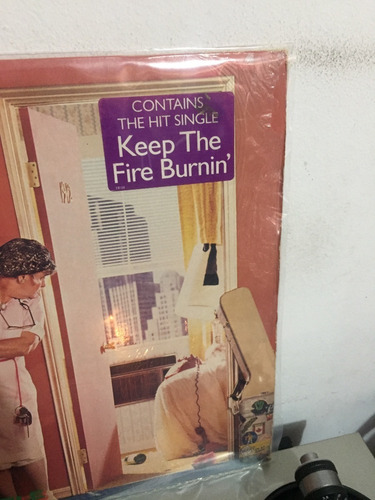 CONTAINS
THE HIT SINGLE
Keep The
Fire Burnin'